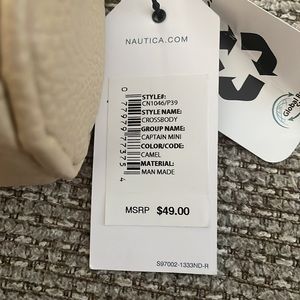 NAUTICA.COM
STYLE#:
CN1046/P39
STYLE NAME:
CROSSBODY
GROUP NAME:
CAPTAIN MINI
COLOR/CODE:
CAMEL
MATERIAL:
MAN MADE
MSRP $49.00
S97002-1333ND-R
Global